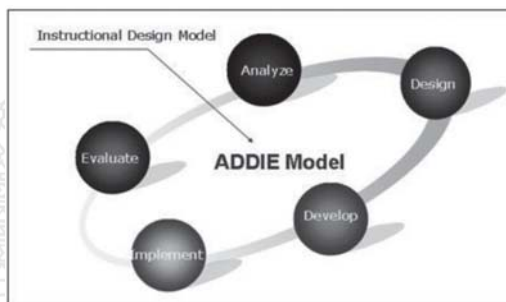 Instructional Design Model
Analyze
Design
Evaluate
ADDIE Model
Develop
Implement